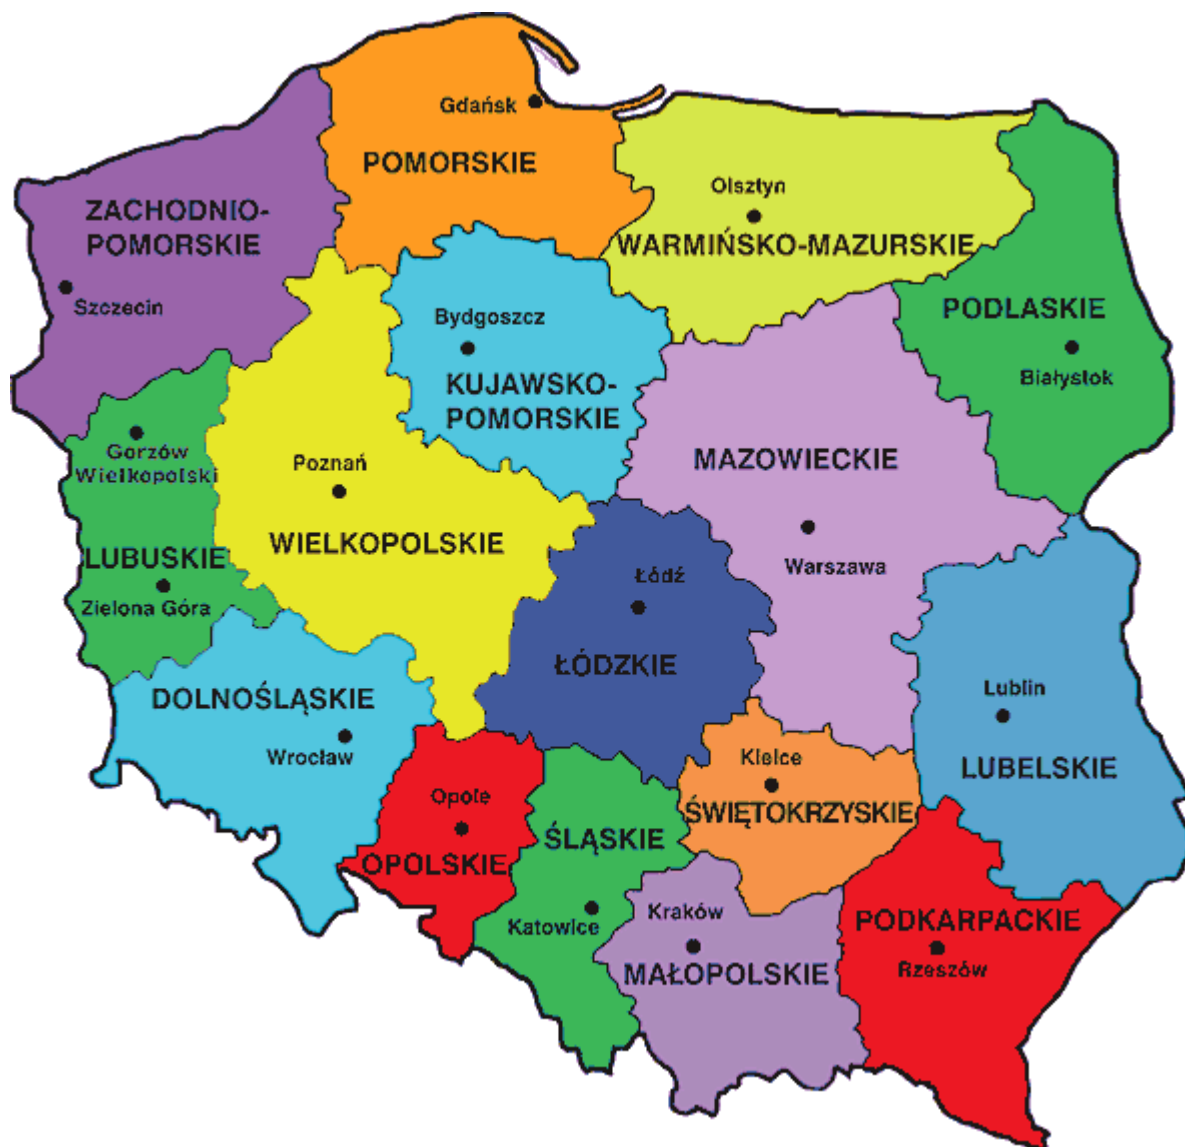 Gdańsk
POMORSKIE
ZACHODNIO-
POMORSKIE
Szczecin
Olsztyn
WARMIŃSKO-MAZURSKIE
PODLASKIE
Białystok
Bydgoszcz
KUJAWSKO-
POMORSKIE
Gorzów
Wielkopolski
LUBUSKIE
Zielona Góra
Poznań
WIELKOPOLSKIE
MAZOWIECKIE
Warszawa
Łódź
ŁÓDZKIE
DOLNOŚLĄSKIE
Wrocław
Lublin
LUBELSKIE
Opole
OPOLSKIE
ŚLĄSKIE
Katowice
Kielce
ŚWIĘTOKRZYSKIE
Kraków
MAŁOPOLSKIE
PODKARPACKIE
Rzeszów